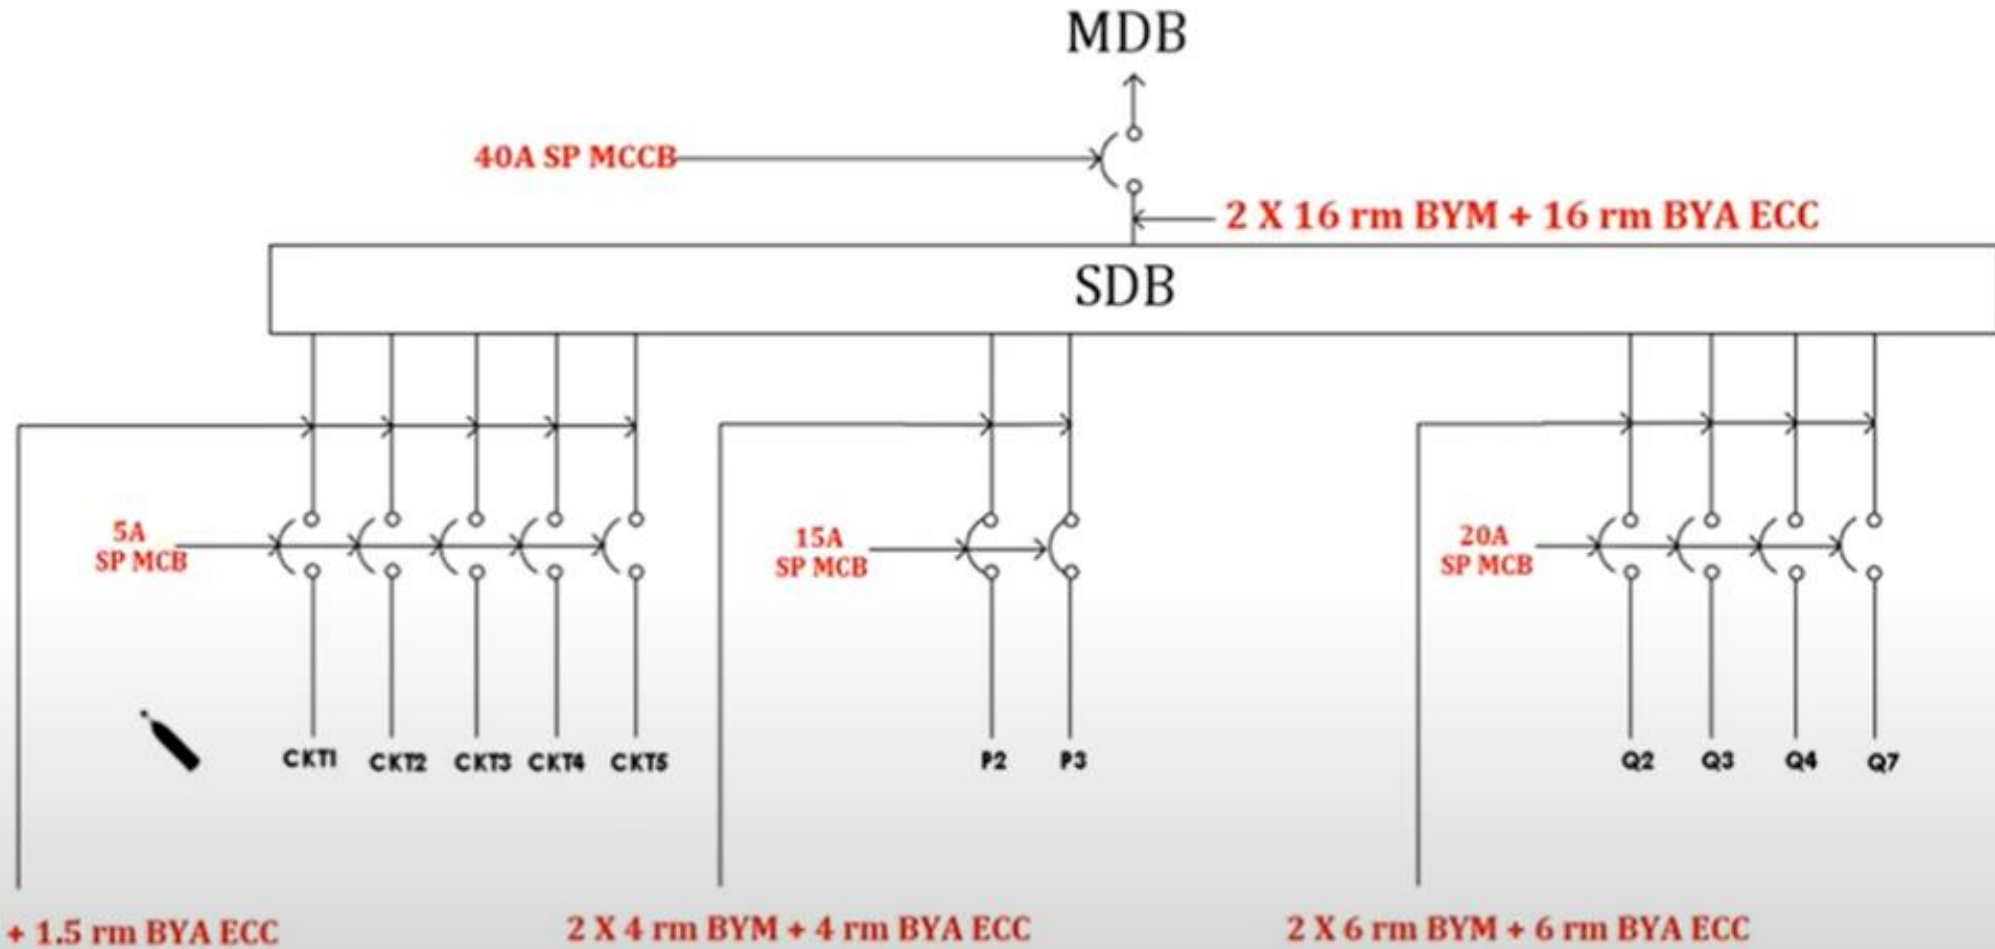 MDB
40A SP MCCB
2 X 16 rm BYM + 16 rm BYA ECC
SDB
5A
SP MCB
15A
SP MCB
20A
SP MCB
CKT1 CKT2 CKT3 CKT4 CKT5 P2 P3 Q2 Q3 Q4 Q7
+ 1.5 rm BYA ECC 2 X 4 rm BYM + 4 rm BYA ECC 2 X 6 rm BYM + 6 rm BYA ECC